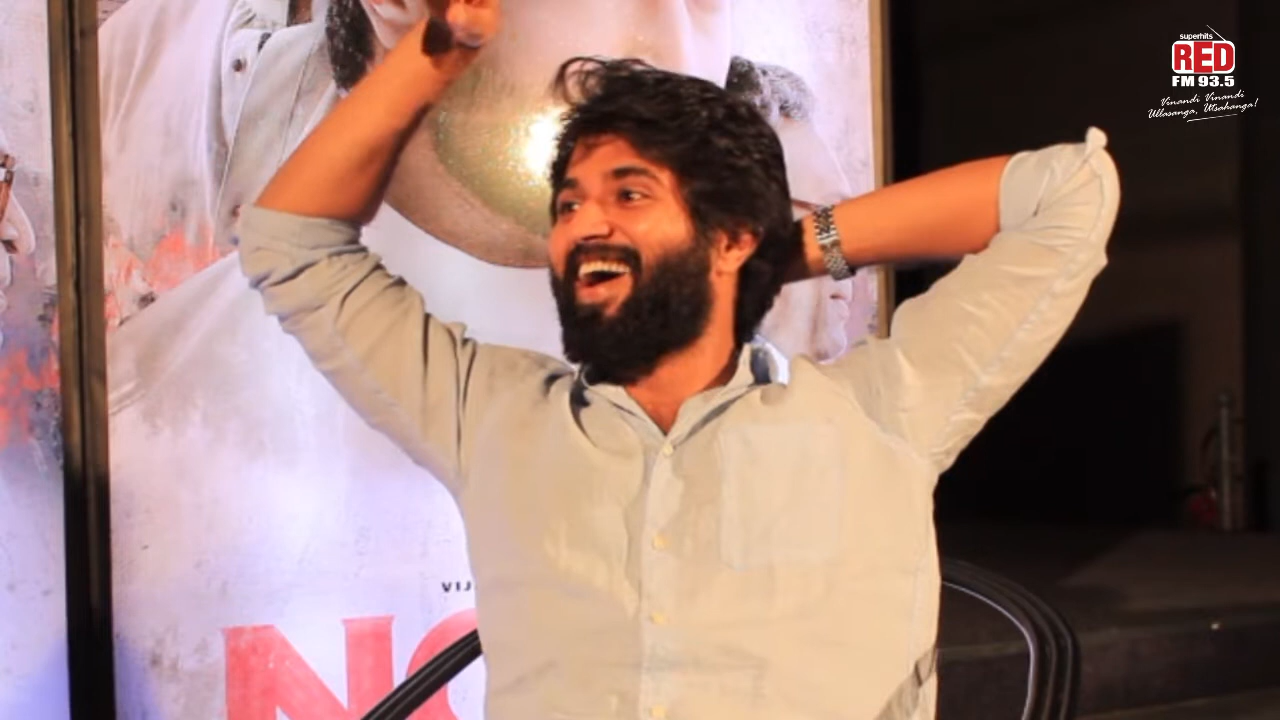 superhits
RED
FM 93.5
Vinandi Vinandi
Ullasanga, Utsahanga!
VIJ
NO